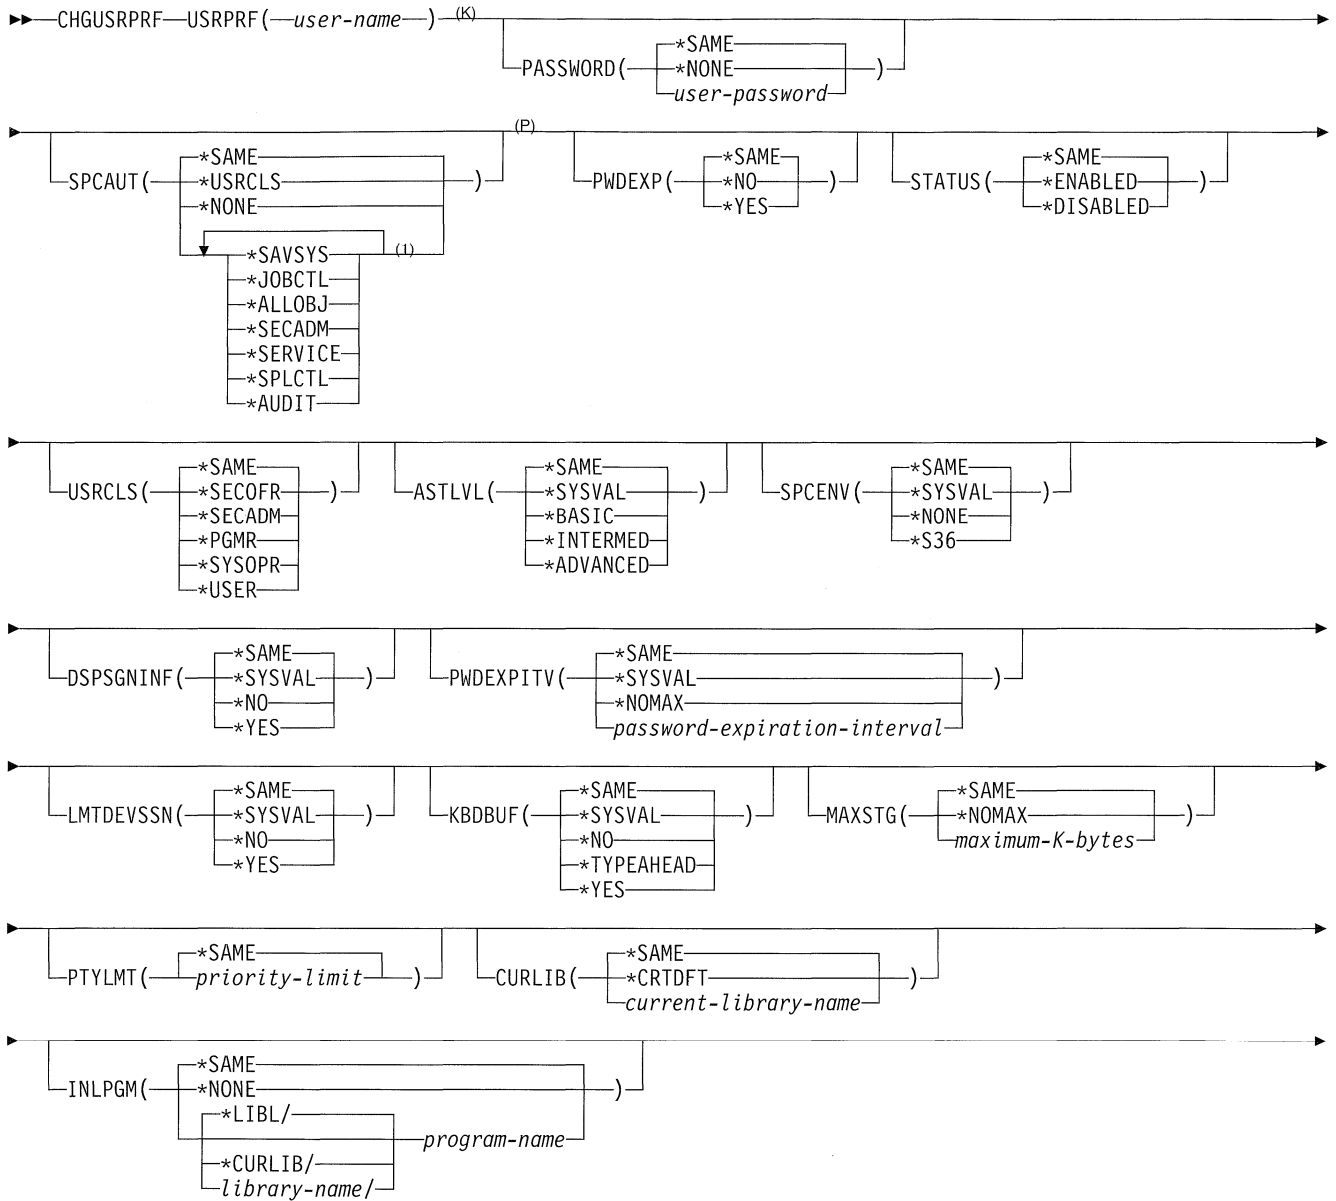 CHGUSRPRF USRPRF( user-name ) (K)
*SAME
PASSWORD( *NONE )
user-password
(P)
*SAME *SAME *SAME
SPCAUT( *USRCLS ) PWDEXP( *NO ) STATUS( *ENABLED )
*NONE *YES *DISABLED
*SAVSYS (1)
*JOBCTL
*ALLOBJ
*SECADM
*SERVICE
*SPLCTL
*AUDIT
*SAME *SAME *SAME
USRCLS( *SECOFR ) ASTLVL( *SYSVAL ) SPCENV( *SYSVAL )
*SECADM *BASIC *NONE
*PGMR *INTERMED *S36
*SYSOPR *ADVANCED
*USER
*SAME *SAME
DSPSGNINF( *SYSVAL ) PWDEXPITV( *SYSVAL )
*NO *NOMAX
*YES password-expiration-interval
*SAME *SAME *SAME
LMTDEVSSN( *SYSVAL ) KBDBUF( *SYSVAL ) MAXSTG( *NOMAX )
*NO *NO maximum-K-bytes
*YES *TYPEAHEAD
*YES
*SAME *SAME
PTYLMT( priority-limit ) CURLIB( *CRTDFT )
current-library-name
*SAME
INLPGM( *NONE )
*LIBL/
program-name
*CURLIB/
library-name/